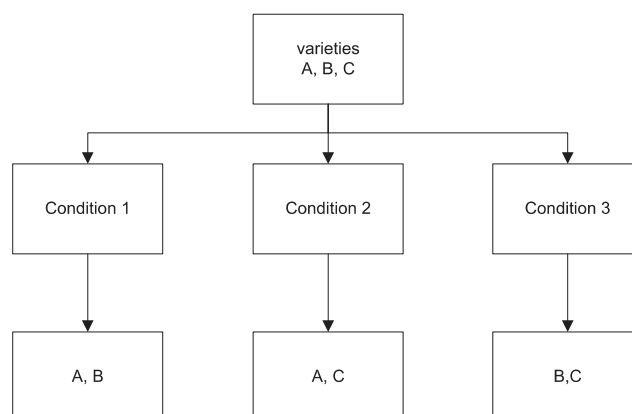 varieties
A, B, C
Condition 1
Condition 2
Condition 3
A, B
A, C
B,C